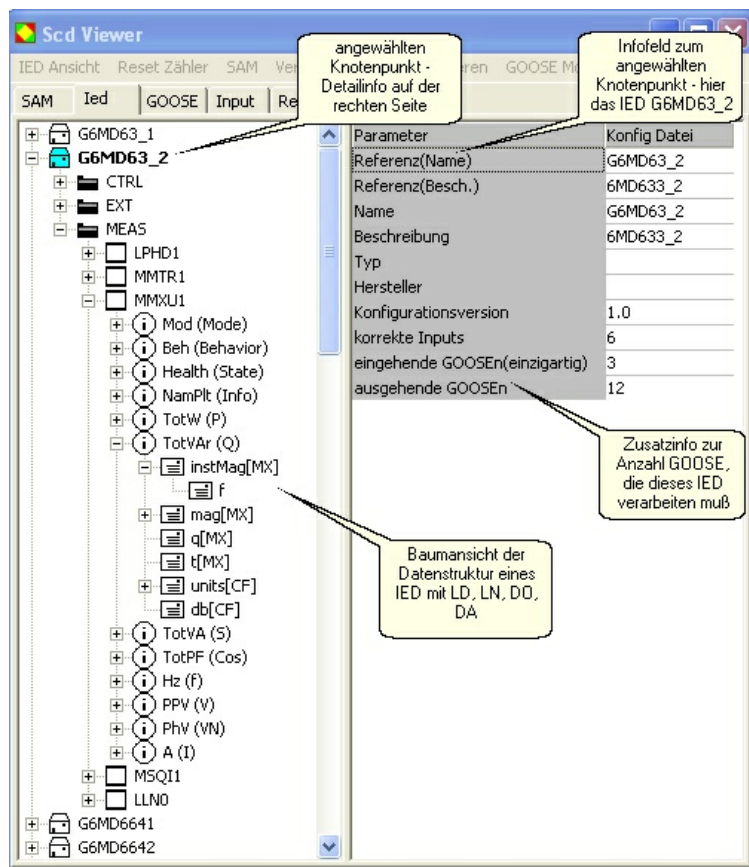 Scd Viewer
IED Ansicht Reset Zähler SAM Ver eren GOOSE Mo
SAM Ied GOOSE Input Re
angewählten
Knotenpunkt -
Detailinfo auf der
rechten Seite
Infofeld zum
angewählten
Knotenpunkt - hier
das IED G6MD63_2
G6MD63_1
G6MD63_2
CTRL
EXT
MEAS
LPHD1
MMTR1
MMXU1
Mod (Mode)
Beh (Behavior)
Health (State)
NamPlt (Info)
TotW (P)
TotVAr (Q)
instMag[MX]
f
mag[MX]
q[MX]
t[MX]
units[CF]
db[CF]
TotVA (S)
TotPF (Cos)
Hz (f)
PPV (V)
PhV (VN)
A (I)
MSQI1
LLN0
G6MD6641
G6MD6642
Parameter Konfig Datei
Referenz(Name) G6MD63_2
Referenz(Besch.) 6MD633_2
Name G6MD63_2
Beschreibung 6MD633_2
Typ
Hersteller
Konfigurationsversion 1.0
korrekte Inputs 6
eingehende GOOSEn(einzigartig) 3
ausgehende GOOSEn 12
Zusatzinfo zur
Anzahl GOOSE,
die dieses IED
verarbeiten muß
Baumansicht der
Datenstruktur eines
IED mit LD, LN, DO,
DA